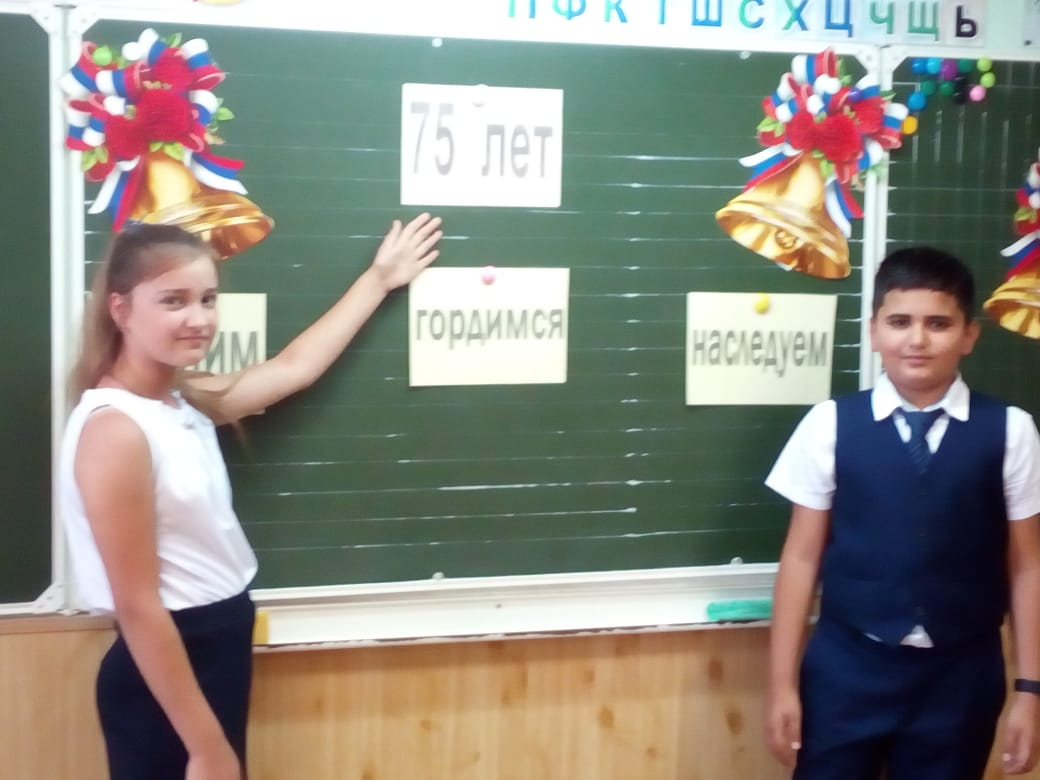 П Ф К Т Ш С Х Ц Ч Щ Ь
75 лет
гордимся
наследуем